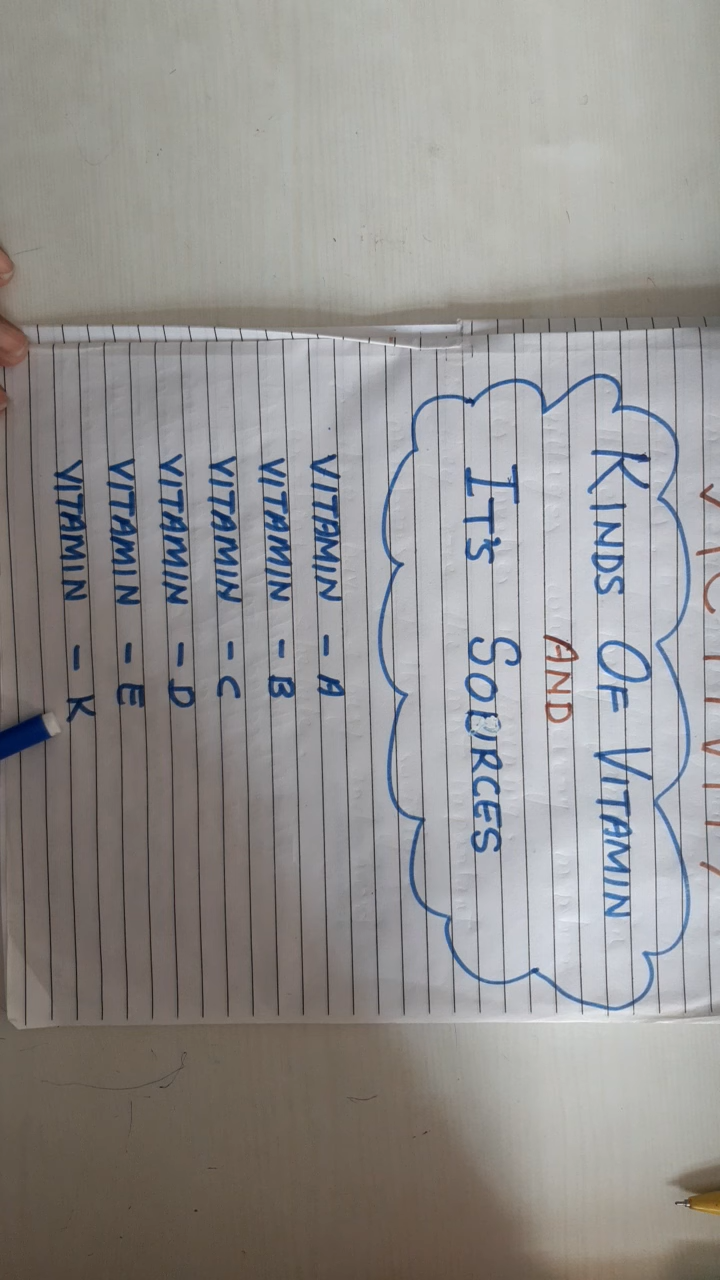 KINDS OF VITAMIN
AND
IT'S SOURCES
VITAMIN - A
VITAMIN - B
VITAMIN - C
VITAMIN - D
VITAMIN - E
VITAMIN - K